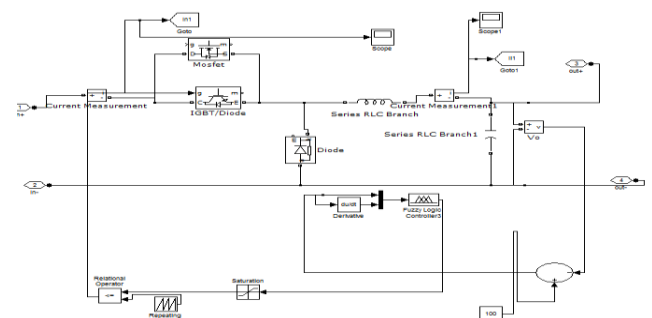 In1
Goto
Scope
Scope1
In1
Goto1
3
out+
g
m
D
S
Mosfet
1
In+
+
-
i
Current Measurement
g
m
C
E
IGBT/Diode
Series RLC Branch
+
-
i
Current Measurement1
Series RLC Branch1
+
-
v
Vo
Diode
2
In-
4
out-
du/dt
Derivative
Fuzzy Logic
Controller3
Relational
Operator
<=
Repeating
Saturation
100
+